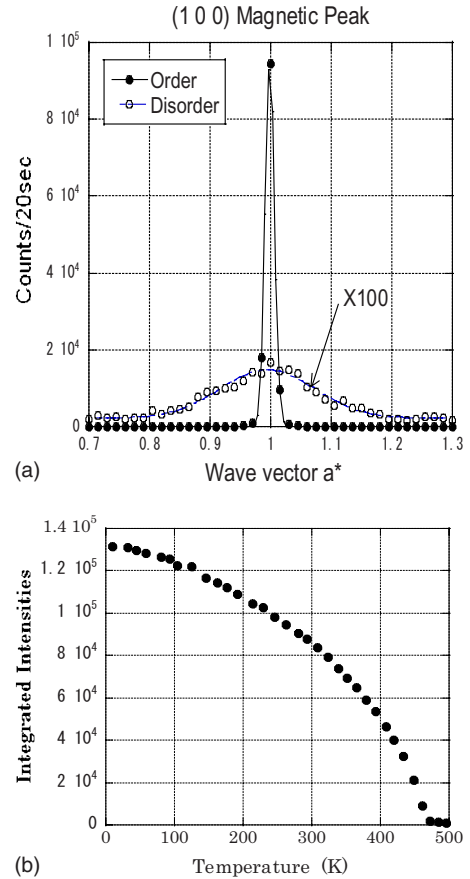 (1 0 0) Magnetic Peak
1 10^5
8 10^4
6 10^4
4 10^4
2 10^4
0
Counts/20sec
Order
Disorder
X100
0.7 0.8 0.9 1 1.1 1.2 1.3
(a) Wave vector a*
1.4 10^5
1.2 10^5
1 10^5
8 10^4
6 10^4
4 10^4
2 10^4
0
Integrated Intensities
0 100 200 300 400 500
(b) Temperature (K)